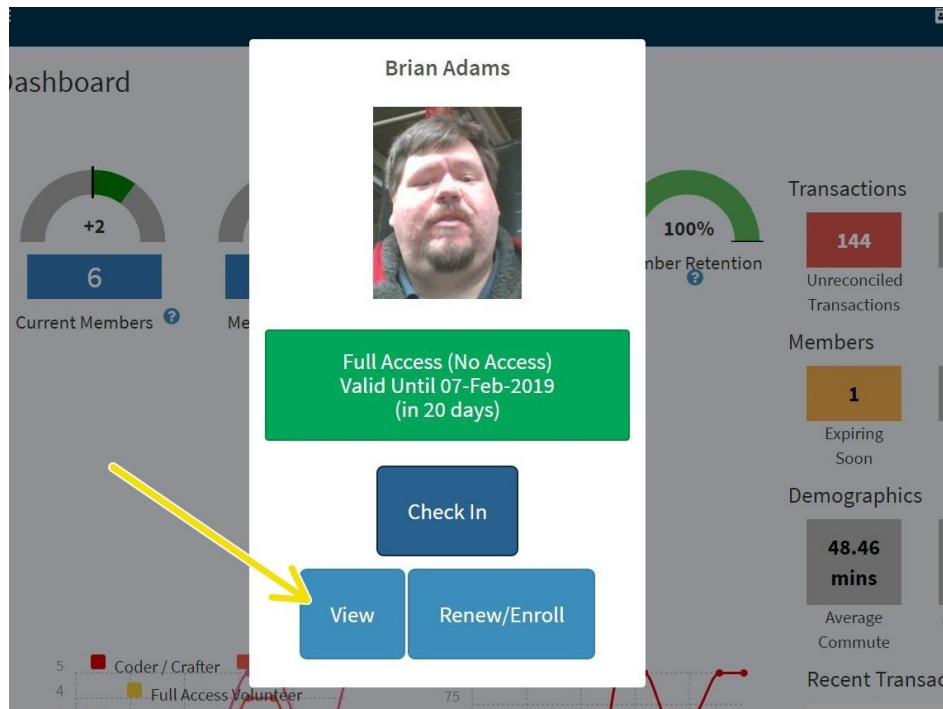 Dashboard
Brian Adams
+2
6
Current Members
Me
100%
mber Retention
Full Access (No Access)
Valid Until 07-Feb-2019
(in 20 days)
Check In
View
Renew/Enroll
Transactions
144
Unreconciled
Transactions
Members
1
Expiring
Soon
Demographics
48.46
mins
Average
Commute
Recent Transac
5
Coder / Crafter
4
Full Access Volunteer
75